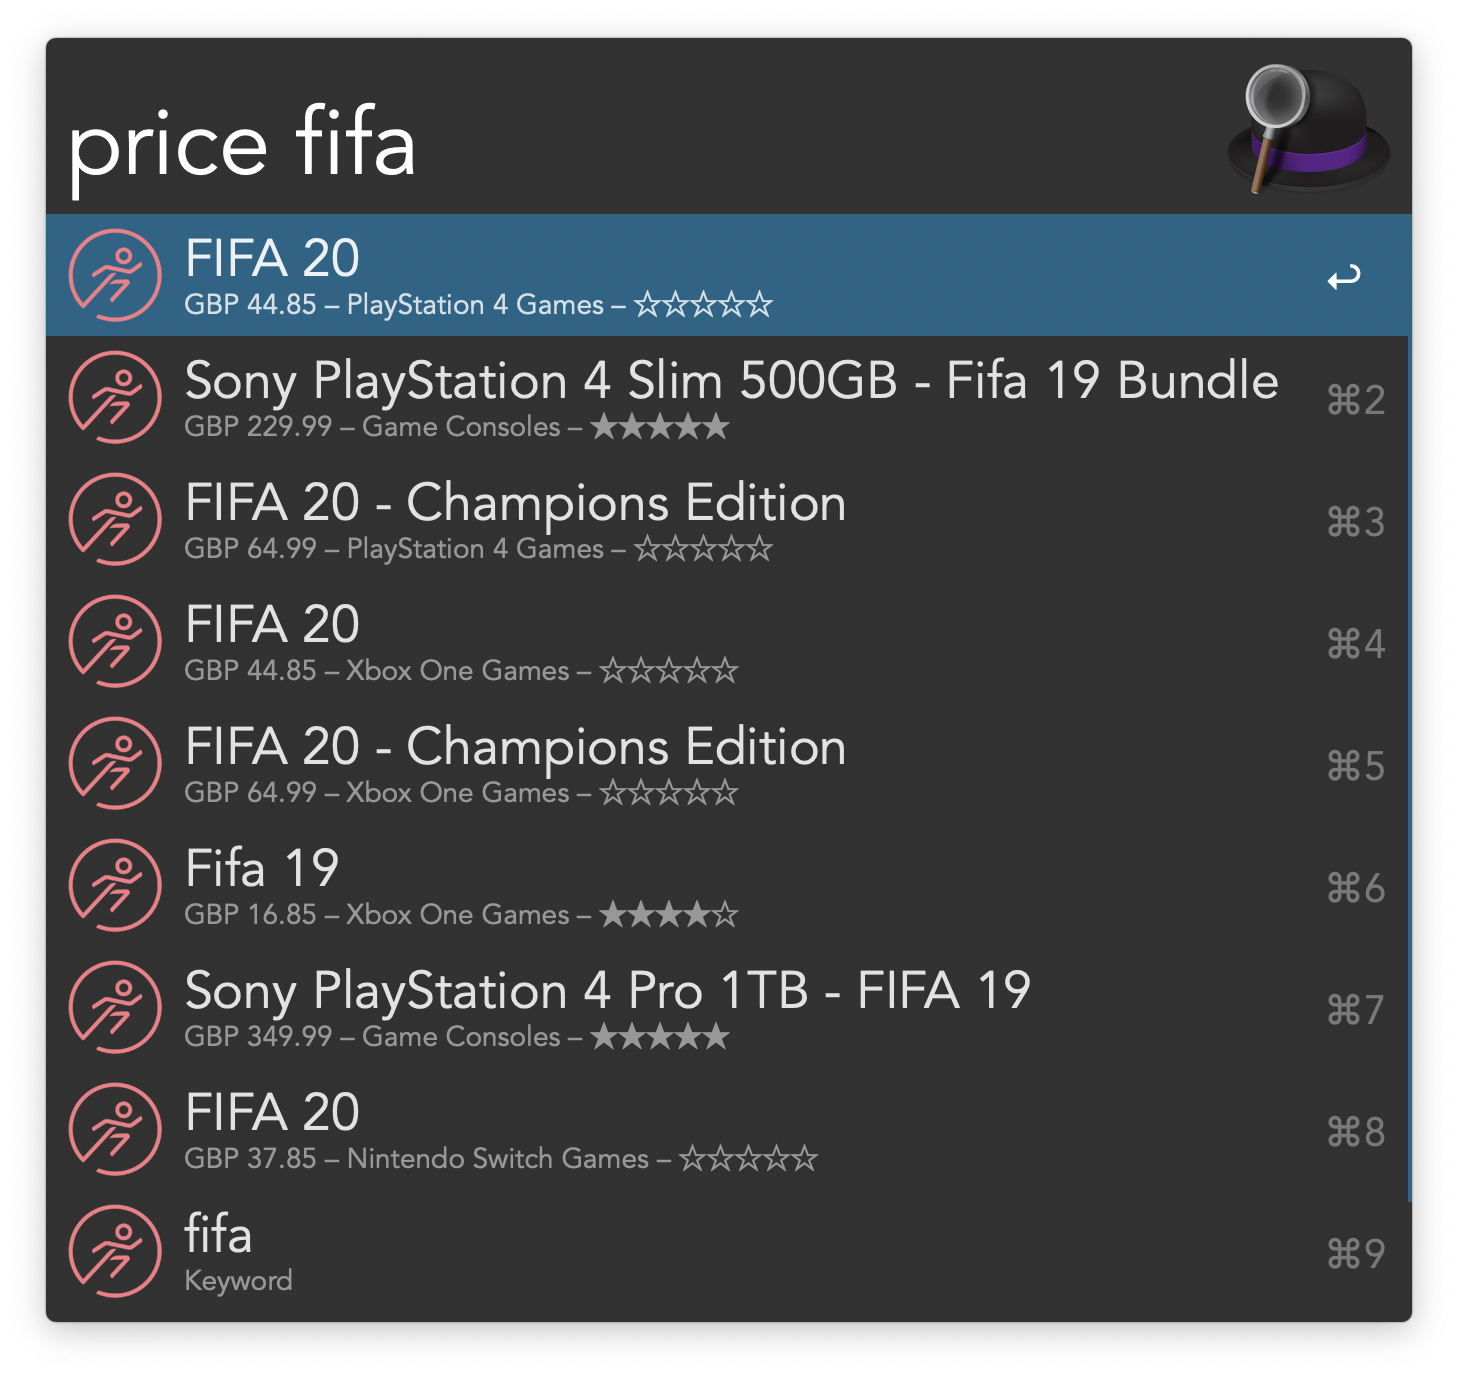 price fifa
FIFA 20
GBP 44.85 – PlayStation 4 Games – ☆☆☆☆☆
↩
Sony PlayStation 4 Slim 500GB - Fifa 19 Bundle
GBP 229.99 – Game Consoles – ★★★★★
⌘2
FIFA 20 - Champions Edition
GBP 64.99 – PlayStation 4 Games – ☆☆☆☆☆
⌘3
FIFA 20
GBP 44.85 – Xbox One Games – ☆☆☆☆☆
⌘4
FIFA 20 - Champions Edition
GBP 64.99 – Xbox One Games – ☆☆☆☆☆
⌘5
Fifa 19
GBP 16.85 – Xbox One Games – ★★★★☆
⌘6
Sony PlayStation 4 Pro 1TB - FIFA 19
GBP 349.99 – Game Consoles – ★★★★★
⌘7
FIFA 20
GBP 37.85 – Nintendo Switch Games – ☆☆☆☆☆
⌘8
fifa
Keyword
⌘9